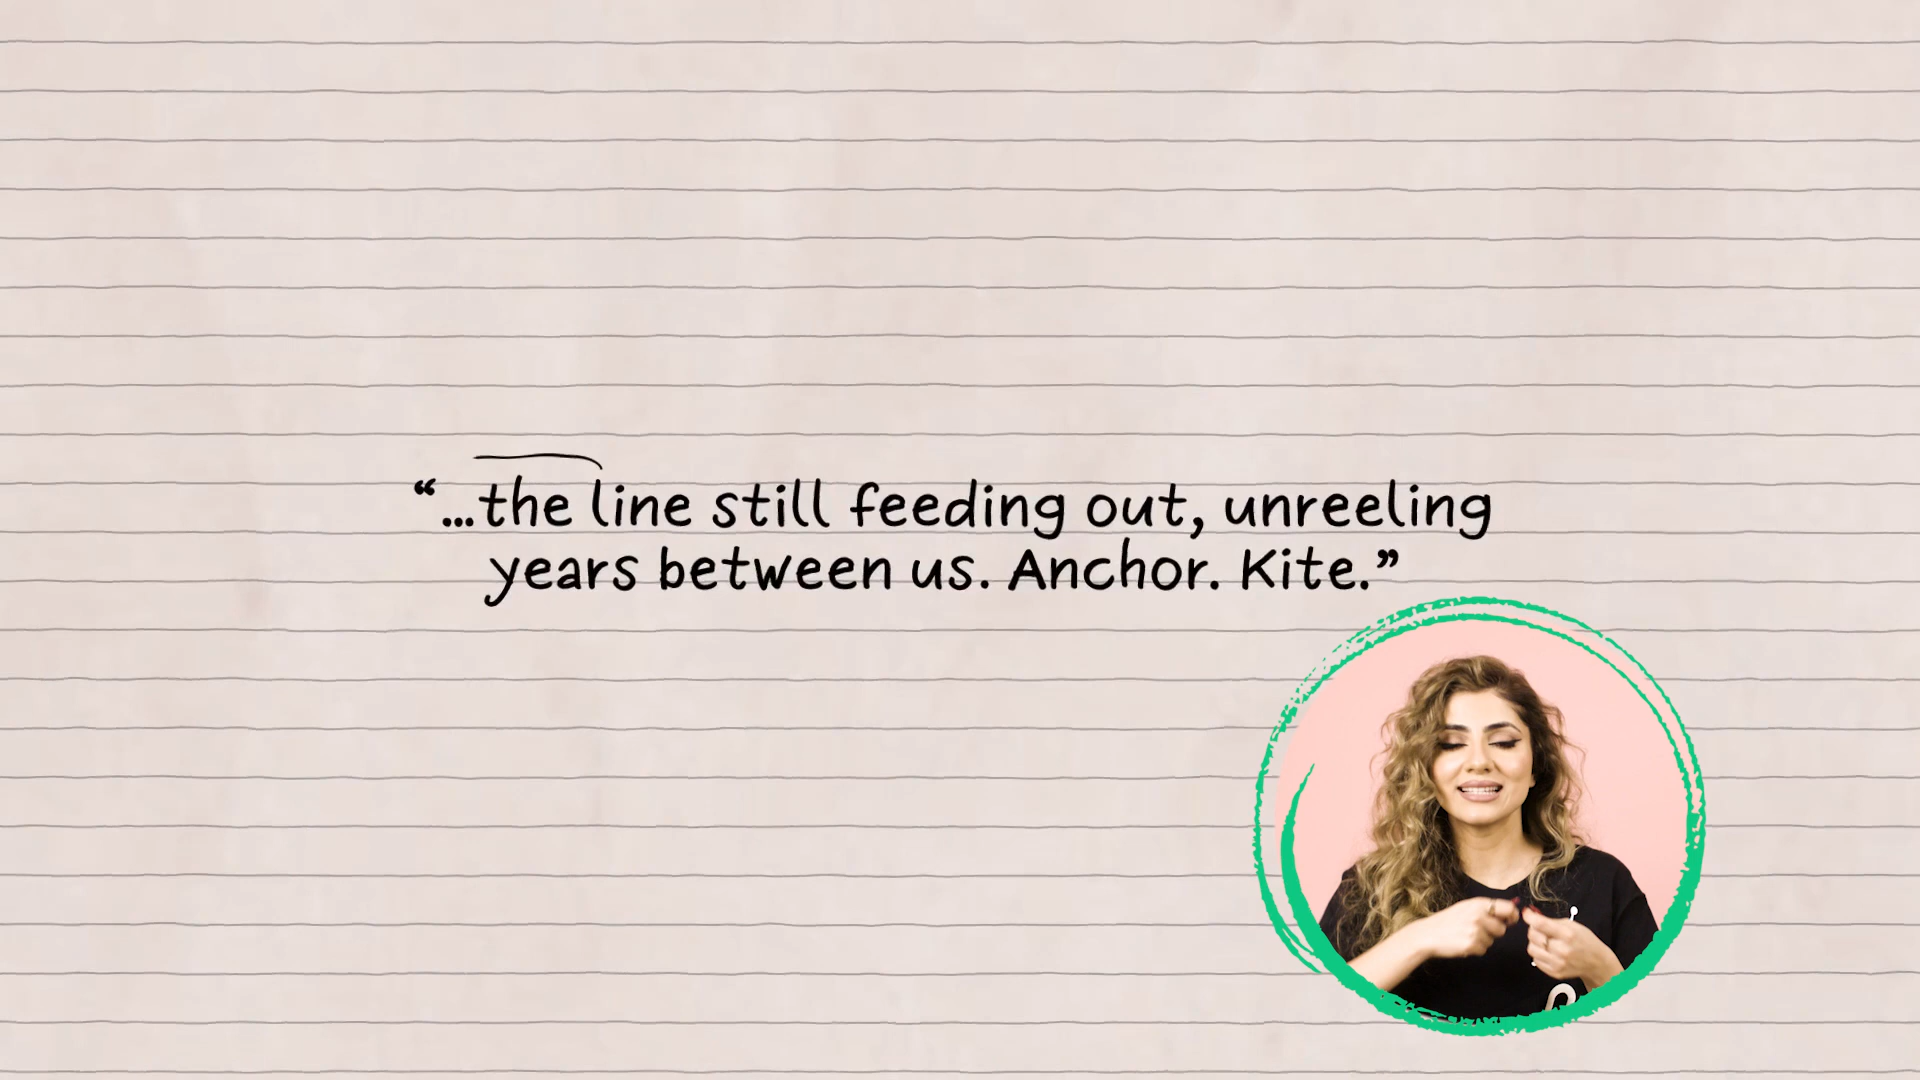 “…the line still feeding out, unreeling
years between us. Anchor. Kite.”